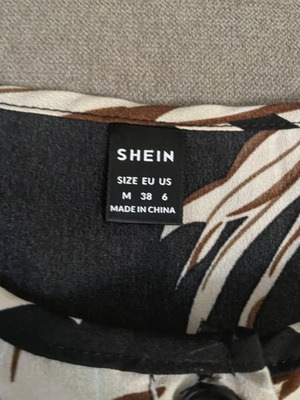 SHEIN
SIZE EU US
M 38 6
MADE IN CHINA